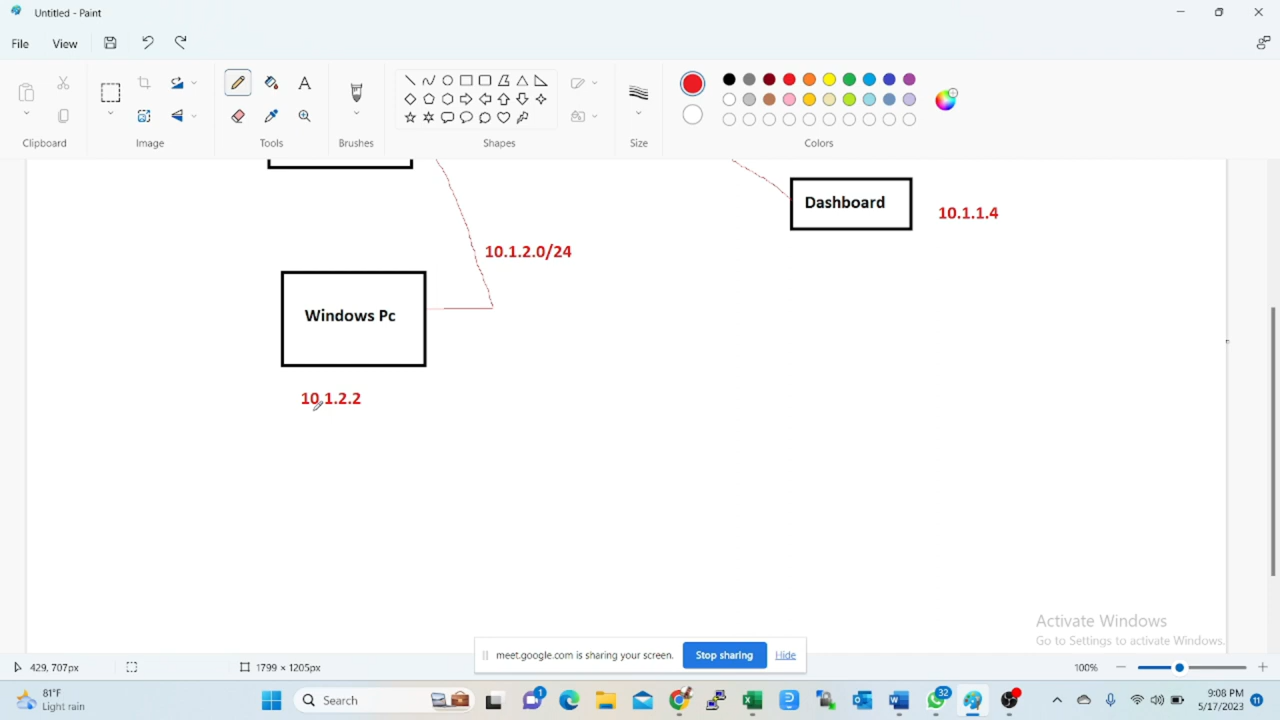 Untitled - Paint
File
View
Clipboard
Image
Tools
Brushes
Shapes
Size
Colors
Dashboard
10.1.1.4
10.1.2.0/24
Windows Pc
10.1.2.2
Activate Windows
Go to Settings to activate Windows.
meet.google.com is sharing your screen.
Stop sharing
Hide
429, 707px
1799 × 1205px
100%
81°F
Light rain
Search
1
32
9:08 PM
5/17/2023
11